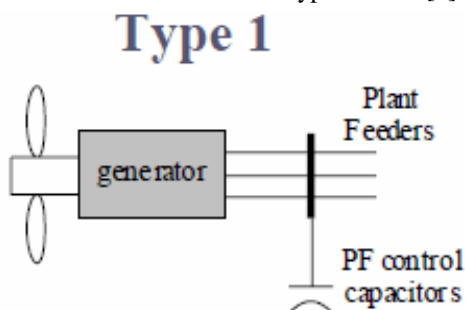 Type 1
Plant
Feeders
generator
PF control
capacitors